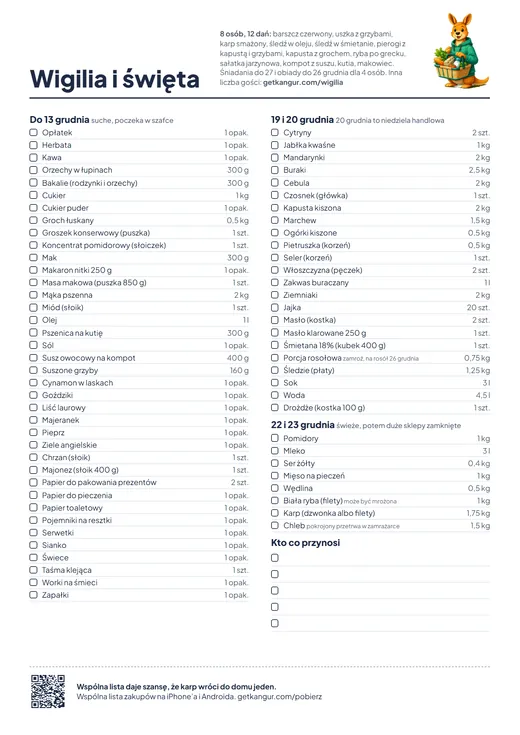 Wigilia i święta
8 osób, 12 dań: barszcz czerwony, uszka z grzybami,
karp smażony, śledź w oleju, śledź w śmietanie, pierogi z
kapustą i grzybami, kapusta z grochem, ryba po grecku,
sałatka jarzynowa, kompot z suszu, kutia, makowiec.
Śniadania do 27 i obiady do 26 grudnia dla 4 osób. Inna
liczba gości: getkangur.com/wigilia
Do 13 grudnia suche, poczeka w szafce
Opłatek 1 opak.
Herbata 1 opak.
Kawa 1 opak.
Orzechy w łupinach 300 g
Bakalie (rodzynki i orzechy) 300 g
Cukier 1 kg
Cukier puder 1 opak.
Groch łuskany 0,5 kg
Groszek konserwowy (puszka) 1 szt.
Koncentrat pomidorowy (słoiczek) 1 szt.
Mak 300 g
Makaron nitki 250 g 1 opak.
Masa makowa (puszka 850 g) 1 szt.
Mąka pszenna 2 kg
Miód (słoik) 1 szt.
Olej 1 l
Pszenica na kutię 300 g
Sól 1 opak.
Susz owocowy na kompot 400 g
Suszone grzyby 160 g
Cynamon w laskach 1 opak.
Goździki 1 opak.
Liść laurowy 1 opak.
Majeranek 1 opak.
Pieprz 1 opak.
Ziele angielskie 1 opak.
Chrzan (słoik) 1 szt.
Majonez (słoik 400 g) 1 szt.
Papier do pakowania prezentów 2 szt.
Papier do pieczenia 1 opak.
Papier toaletowy 1 opak.
Pojemniki na resztki 1 opak.
Serwetki 1 opak.
Sianko 1 opak.
Świece 1 opak.
Taśma klejąca 1 szt.
Worki na śmieci 1 opak.
Zapałki 1 opak.
19 i 20 grudnia 20 grudnia to niedziela handlowa
Cytryny 2 szt.
Jabłka kwaśne 1 kg
Mandarynki 2 kg
Buraki 2,5 kg
Cebula 2 kg
Czosnek (główka) 1 szt.
Kapusta kiszona 2 kg
Marchew 1,5 kg
Ogórki kiszone 0,5 kg
Pietruszka (korzeń) 0,5 kg
Seler (korzeń) 1 szt.
Włoszczyzna (pęczek) 2 szt.
Zakwas buraczany 1 l
Ziemniaki 2 kg
Jajka 20 szt.
Masło (kostka) 2 szt.
Masło klarowane 250 g 1 szt.
Śmietana 18% (kubek 400 g) 1 szt.
Porcja rosołowa zamroź, na rosół 26 grudnia 0,75 kg
Śledzie (płaty) 1,25 kg
Sok 3 l
Woda 4,5 l
Drożdże (kostka 100 g) 1 szt.
22 i 23 grudnia świeże, potem duże sklepy zamknięte
Pomidory 1 kg
Mleko 3 l
Ser żółty 0,4 kg
Mięso na pieczeń 1 kg
Wędlina 0,5 kg
Biała ryba (filety) może być mrożona 1 kg
Karp (dzwonka albo filety) 1,75 kg
Chleb pokrojony przetrwa w zamrażarce 1,5 kg
Kto co przynosi
Wspólna lista daje szansę, że karp wróci do domu jeden.
Wspólna lista zakupów na iPhone'a i Androida. getkangur.com/pobierz